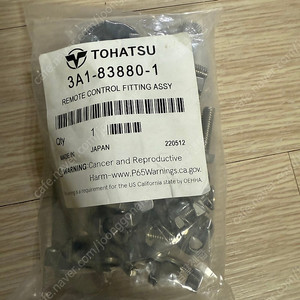 TOHATSU
3A1-83880-1
REMOTE CONTROL FITTING ASSY
Qty 1
MADE IN JAPAN 220512
WARNING Cancer and Reproductive
Harm-www.P65Warnings.ca.gov.
is a requirement for the US California state by OEHHA